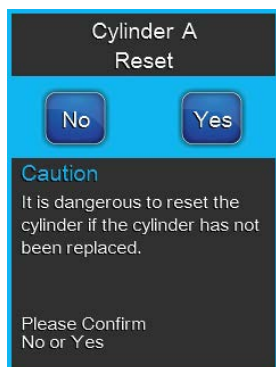 Cylinder A
Reset
No
Yes
Caution
It is dangerous to reset the
cylinder if the cylinder has not
been replaced.
Please Confirm
No or Yes